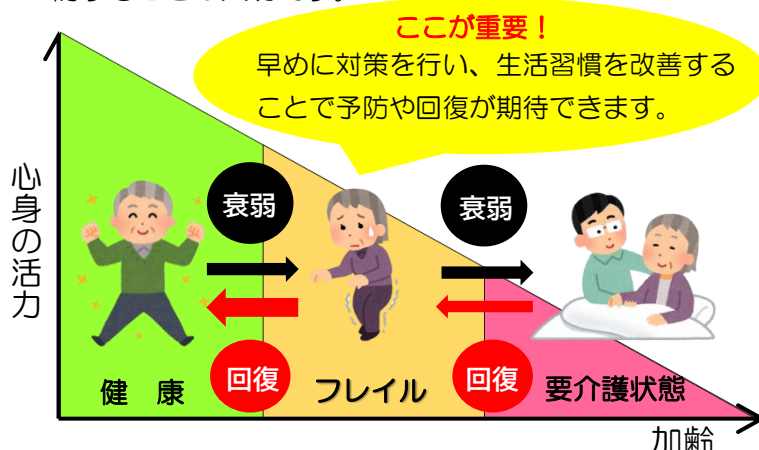 ここが重要！
早めに対策を行い、生活習慣を改善する
ことで予防や回復が期待できます。
心身の活力
衰弱
衰弱
回復
回復
健　康
フレイル
要介護状態
加齢